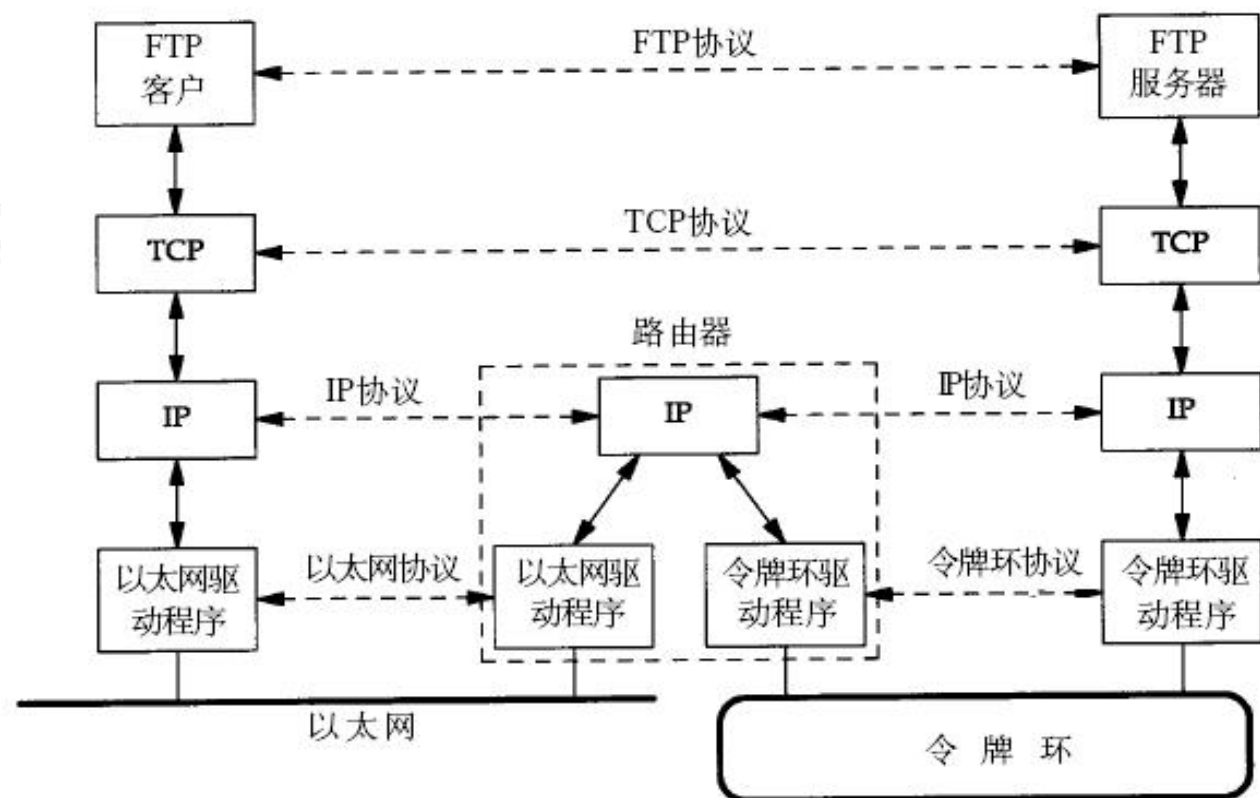 FTP
客户
FTP协议
FTP
服务器
TCP
TCP协议
TCP
路由器
IP
IP协议
IP
IP协议
IP
以太网驱
动程序
以太网协议
以太网驱
动程序
令牌环驱
动程序
令牌环协议
令牌环驱
动程序
以太网
令牌环